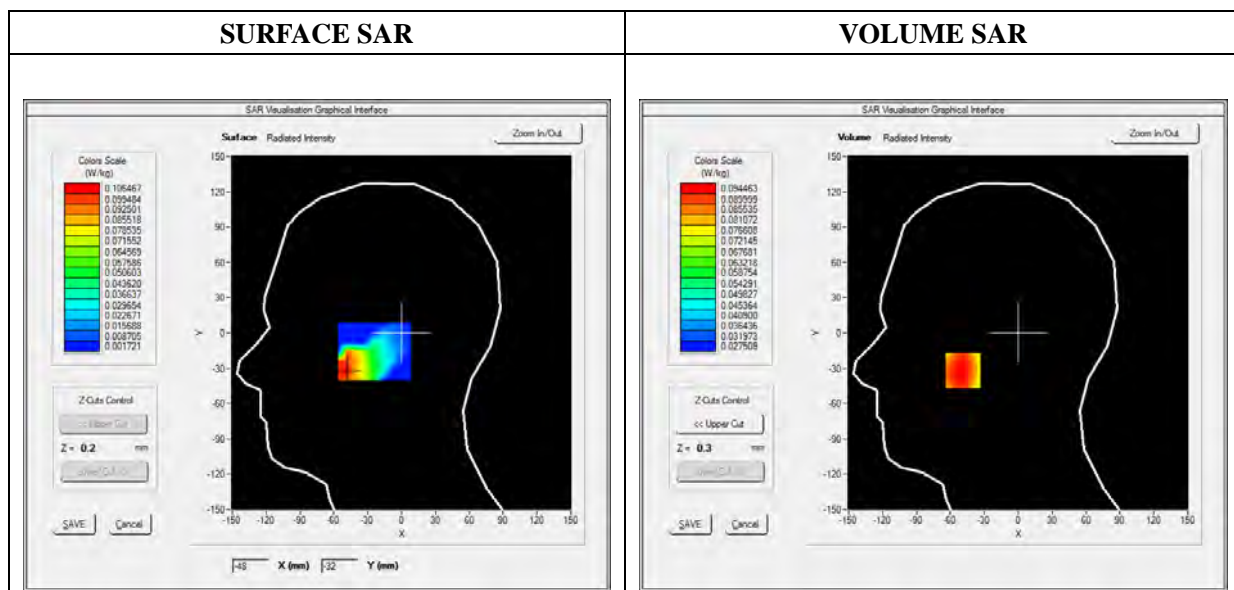 SURFACE SAR
VOLUME SAR
SAR Visualisation Graphical Interface
Surface Radiated Intensity
Zoom In/Out
Colors Scale
(W/kg)
0.106467
0.099484
0.092501
0.085518
0.078535
0.071552
0.064569
0.057586
0.050603
0.043620
0.036637
0.029654
0.022671
0.015688
0.008705
0.001721
Z-Cuts Control
<< Upper Cut
Z = 0.2 mm
SAVE Cancel
150
120
90
60
30
0
-30
-60
-90
-120
-150
Y
-150 -120 -90 -60 -30 0 30 60 90 120 150
X
-48 X (mm) -32 Y (mm)
SAR Visualisation Graphical Interface
Volume Radiated Intensity
Zoom In/Out
Colors Scale
(W/kg)
0.094463
0.089999
0.085535
0.081072
0.076608
0.072145
0.067681
0.063218
0.058754
0.054291
0.049827
0.045364
0.040900
0.036436
0.031973
0.027509
Z-Cuts Control
<< Upper Cut
Z = 0.3 mm
SAVE Cancel
150
120
90
60
30
0
-30
-60
-90
-120
-150
Y
-150 -120 -90 -60 -30 0 30 60 90 120 150
X